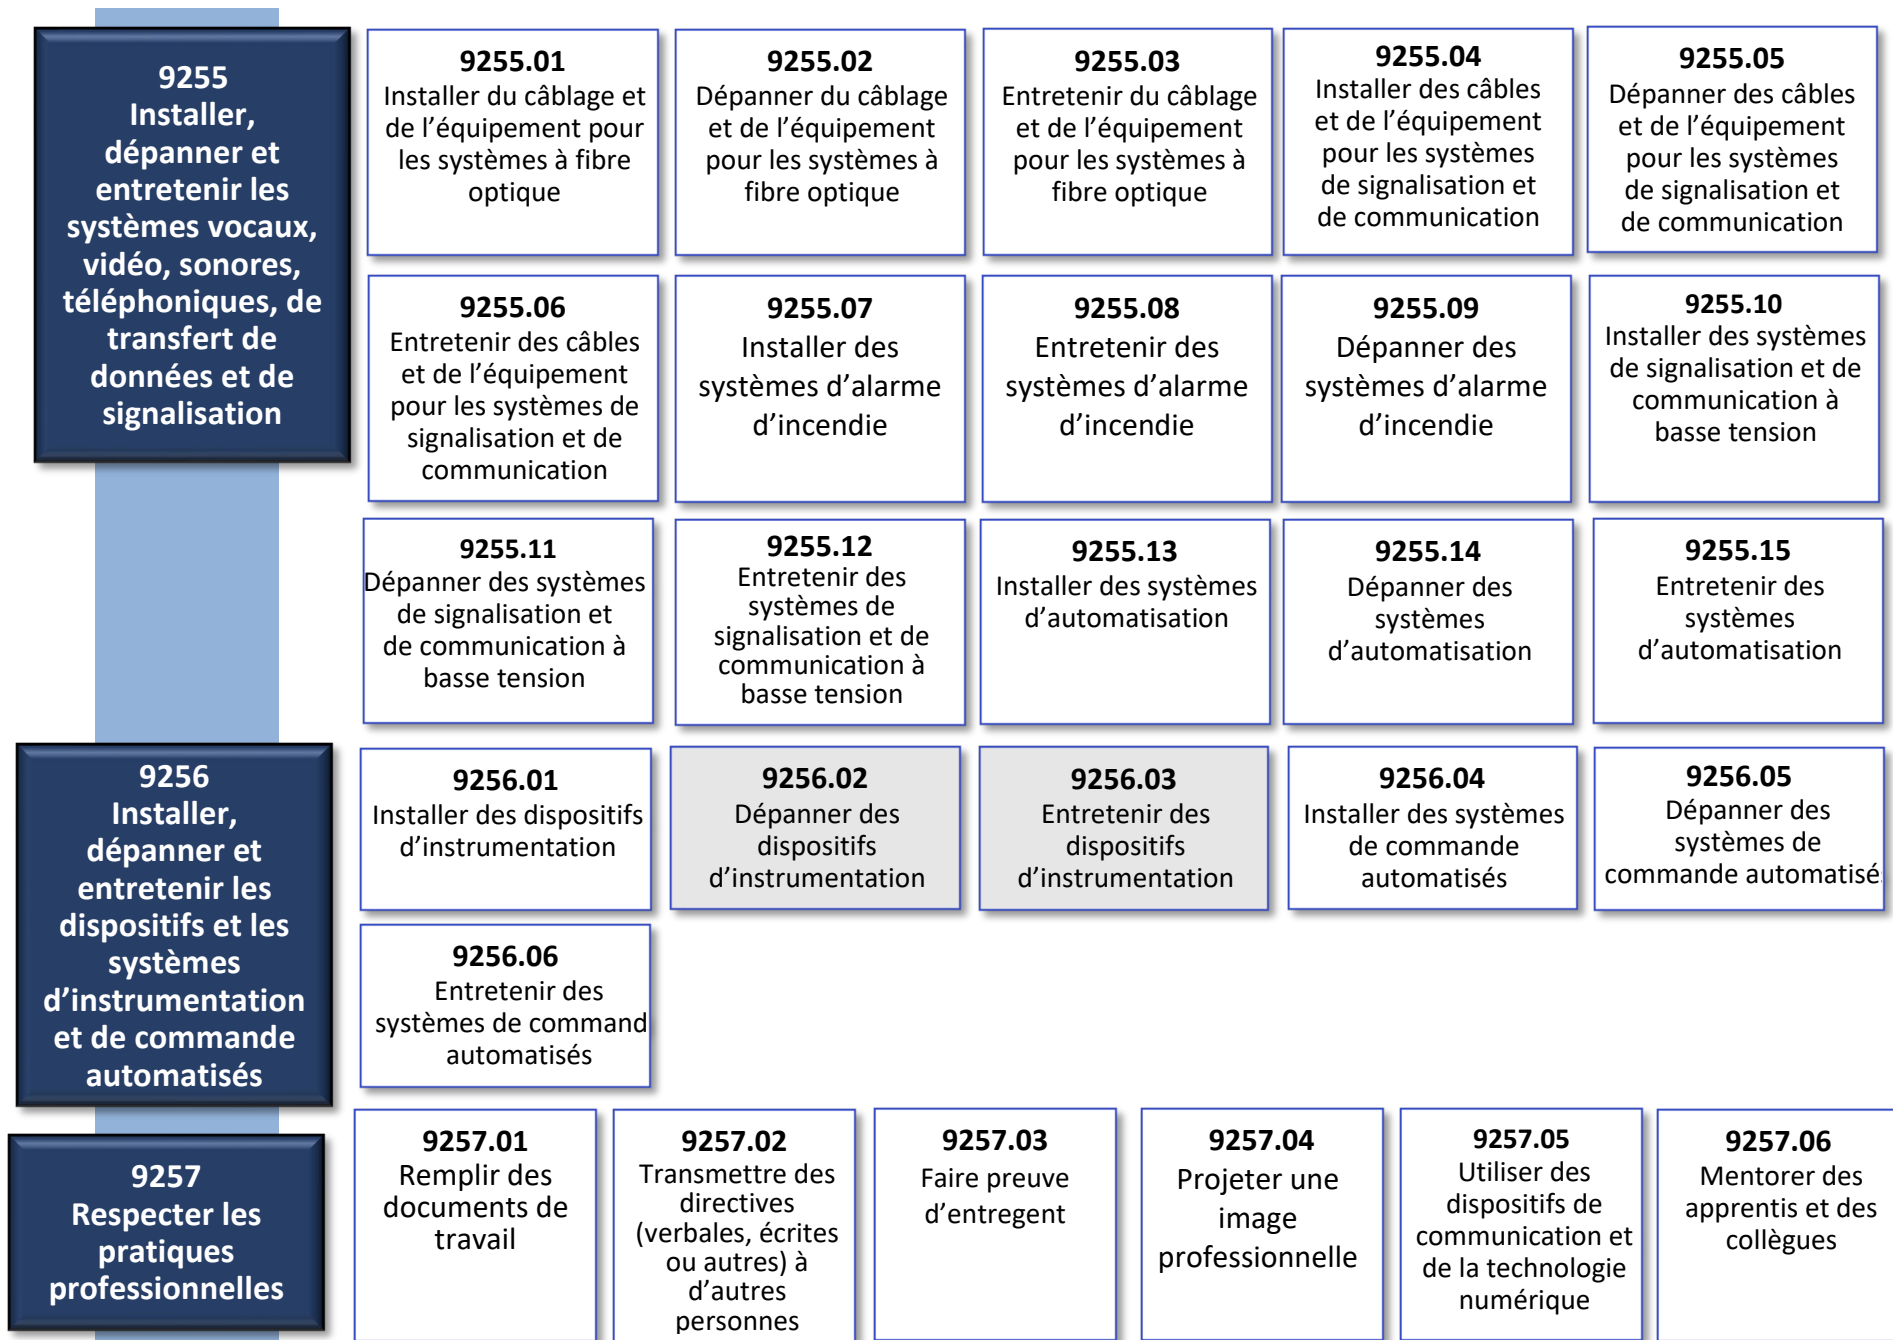 9255
Installer,
dépanner et
entretenir les
systèmes vocaux,
vidéo, sonores,
téléphoniques, de
transfert de
données et de
signalisation
9255.01
Installer du câblage et
de l’équipement pour
les systèmes à fibre
optique
9255.02
Dépanner du câblage
et de l’équipement
pour les systèmes à
fibre optique
9255.03
Entretenir du câblage
et de l’équipement
pour les systèmes à
fibre optique
9255.04
Installer des câbles
et de l’équipement
pour les systèmes
de signalisation et
de communication
9255.05
Dépanner des câbles
et de l’équipement
pour les systèmes
de signalisation et
de communication
9255.06
Entretenir des câbles
et de l’équipement
pour les systèmes de
signalisation et de
communication
9255.07
Installer des
systèmes d’alarme
d’incendie
9255.08
Entretenir des
systèmes d’alarme
d’incendie
9255.09
Dépanner des
systèmes d’alarme
d’incendie
9255.10
Installer des systèmes
de signalisation et de
communication à
basse tension
9255.11
Dépanner des systèmes
de signalisation et
de communication à
basse tension
9255.12
Entretenir des
systèmes de
signalisation et de
communication à
basse tension
9255.13
Installer des systèmes
d’automatisation
9255.14
Dépanner des
systèmes
d’automatisation
9255.15
Entretenir des
systèmes
d’automatisation
9256
Installer,
dépanner et
entretenir les
dispositifs et les
systèmes
d’instrumentation
et de commande
automatisés
9256.01
Installer des dispositifs
d’instrumentation
9256.02
Dépanner des
dispositifs
d’instrumentation
9256.03
Entretenir des
dispositifs
d’instrumentation
9256.04
Installer des systèmes
de commande
automatisés
9256.05
Dépanner des
systèmes de
commande automatisé
9256.06
Entretenir des
systèmes de command
automatisés
9257
Respecter les
pratiques
professionnelles
9257.01
Remplir des
documents de
travail
9257.02
Transmettre des
directives
(verbales, écrites
ou autres) à
d’autres
personnes
9257.03
Faire preuve
d’entregent
9257.04
Projeter une
image
professionnelle
9257.05
Utiliser des
dispositifs de
communication et
de la technologie
numérique
9257.06
Mentorer des
apprentis et des
collègues